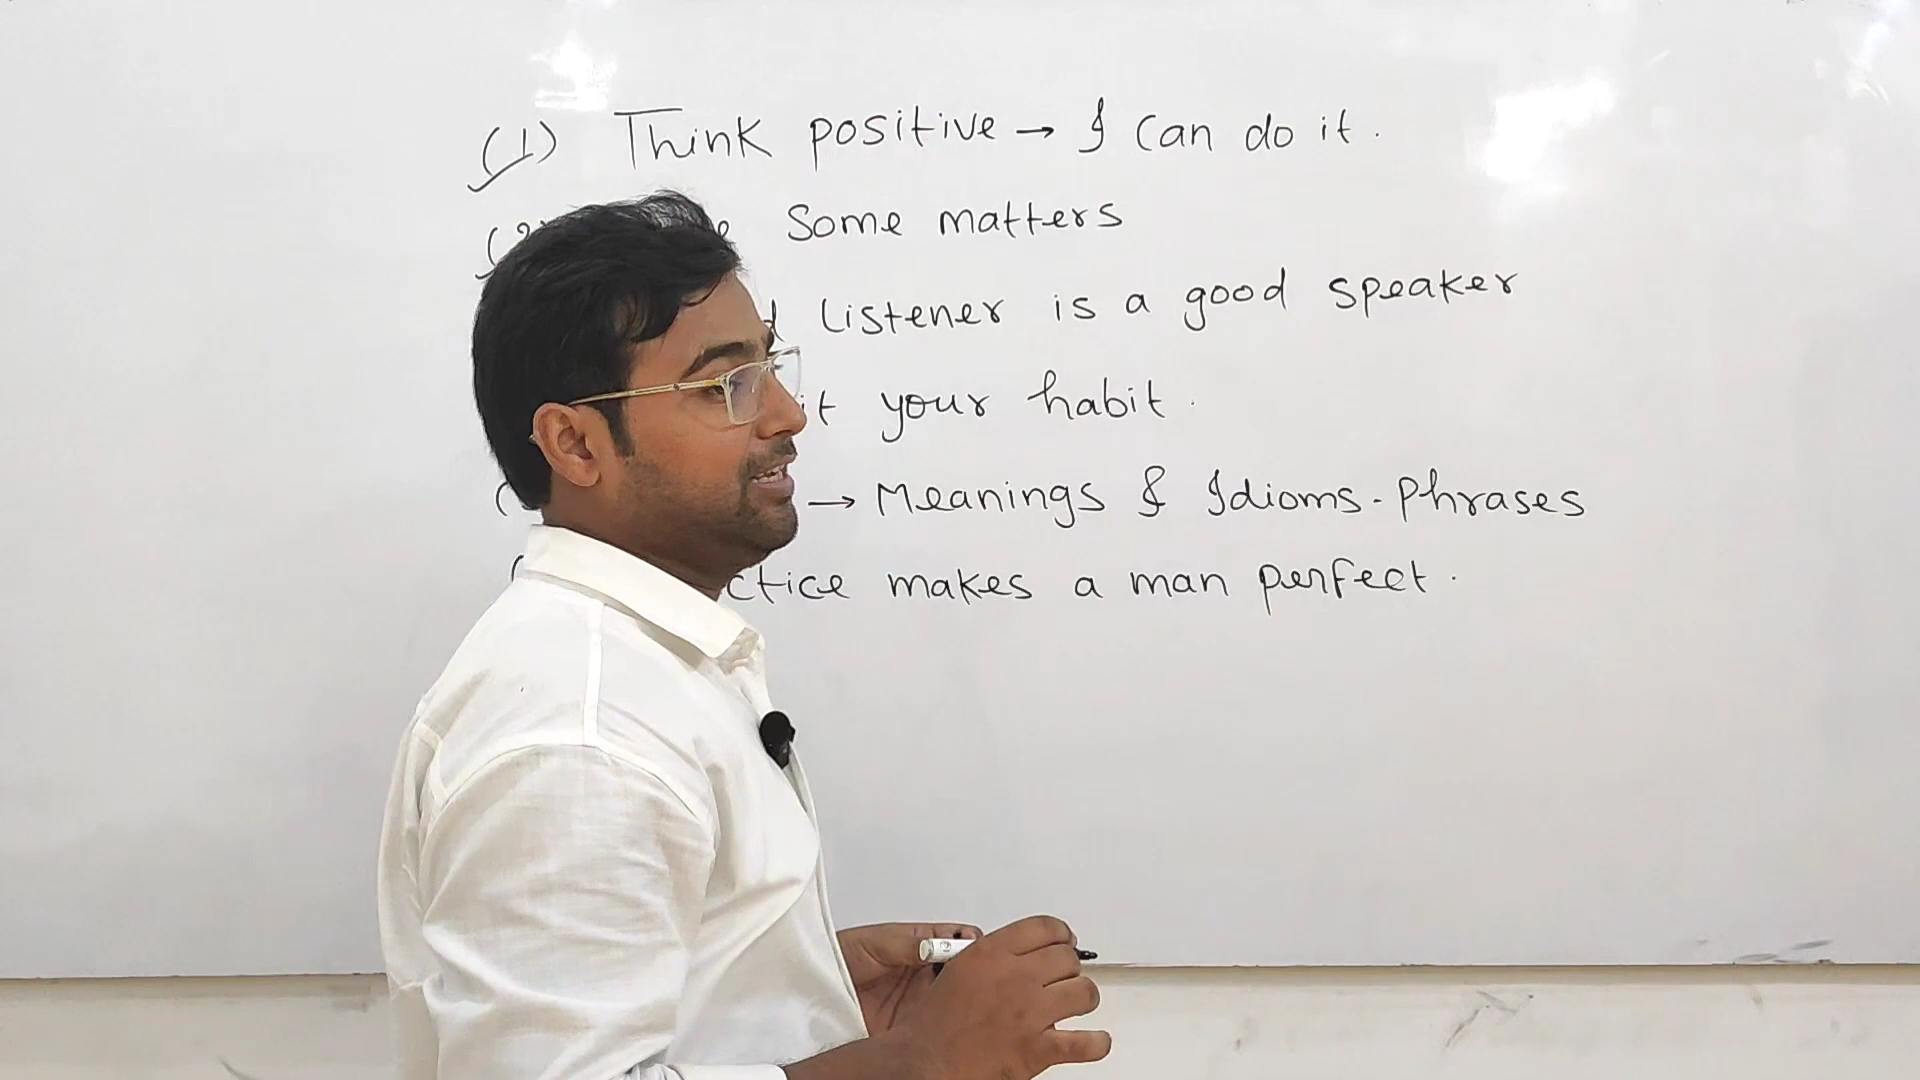 (1) Think positive → I can do it.
Some matters
listener is a good speaker
your habit.
→ Meanings & Idioms-Phrases
makes a man perfect.